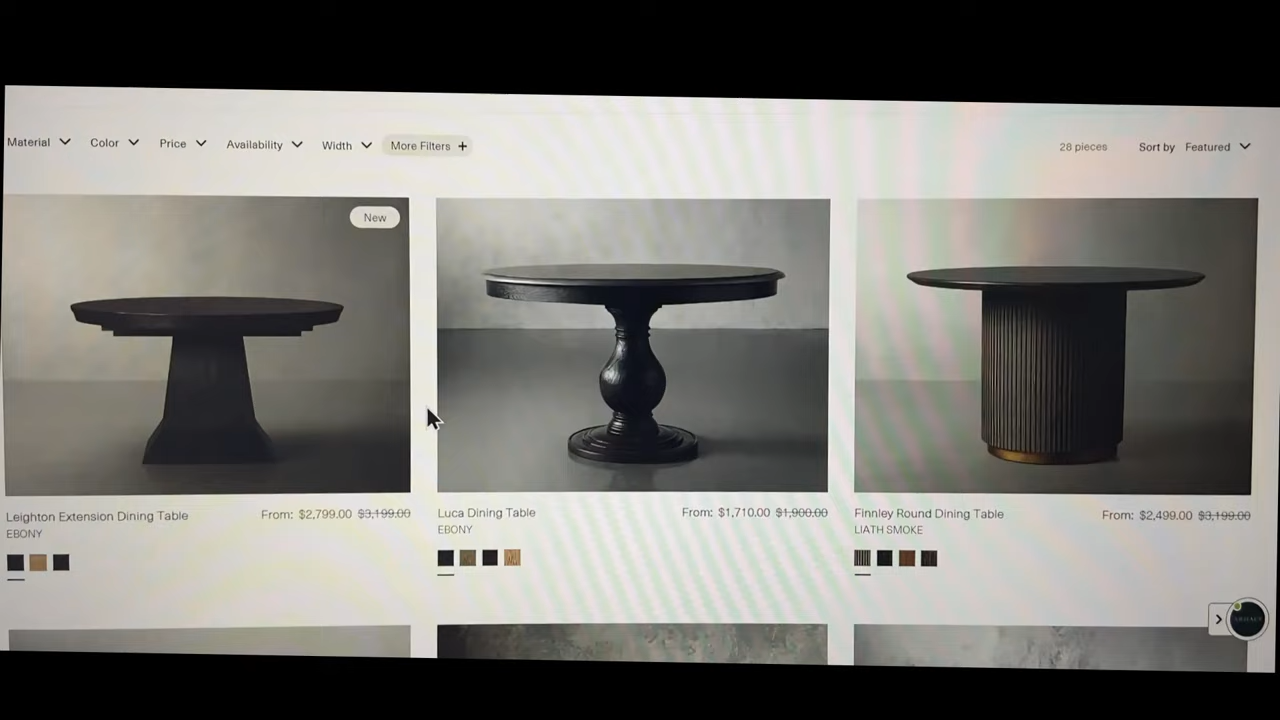 Material Color Price Availability Width More Filters + 28 pieces Sort by Featured
New
Leighton Extension Dining Table From: $2,799.00 $3,199.00
EBONY
Luca Dining Table From: $1,710.00 $1,900.00
EBONY
Finnley Round Dining Table From: $2,499.00 $3,199.00
LIATH SMOKE